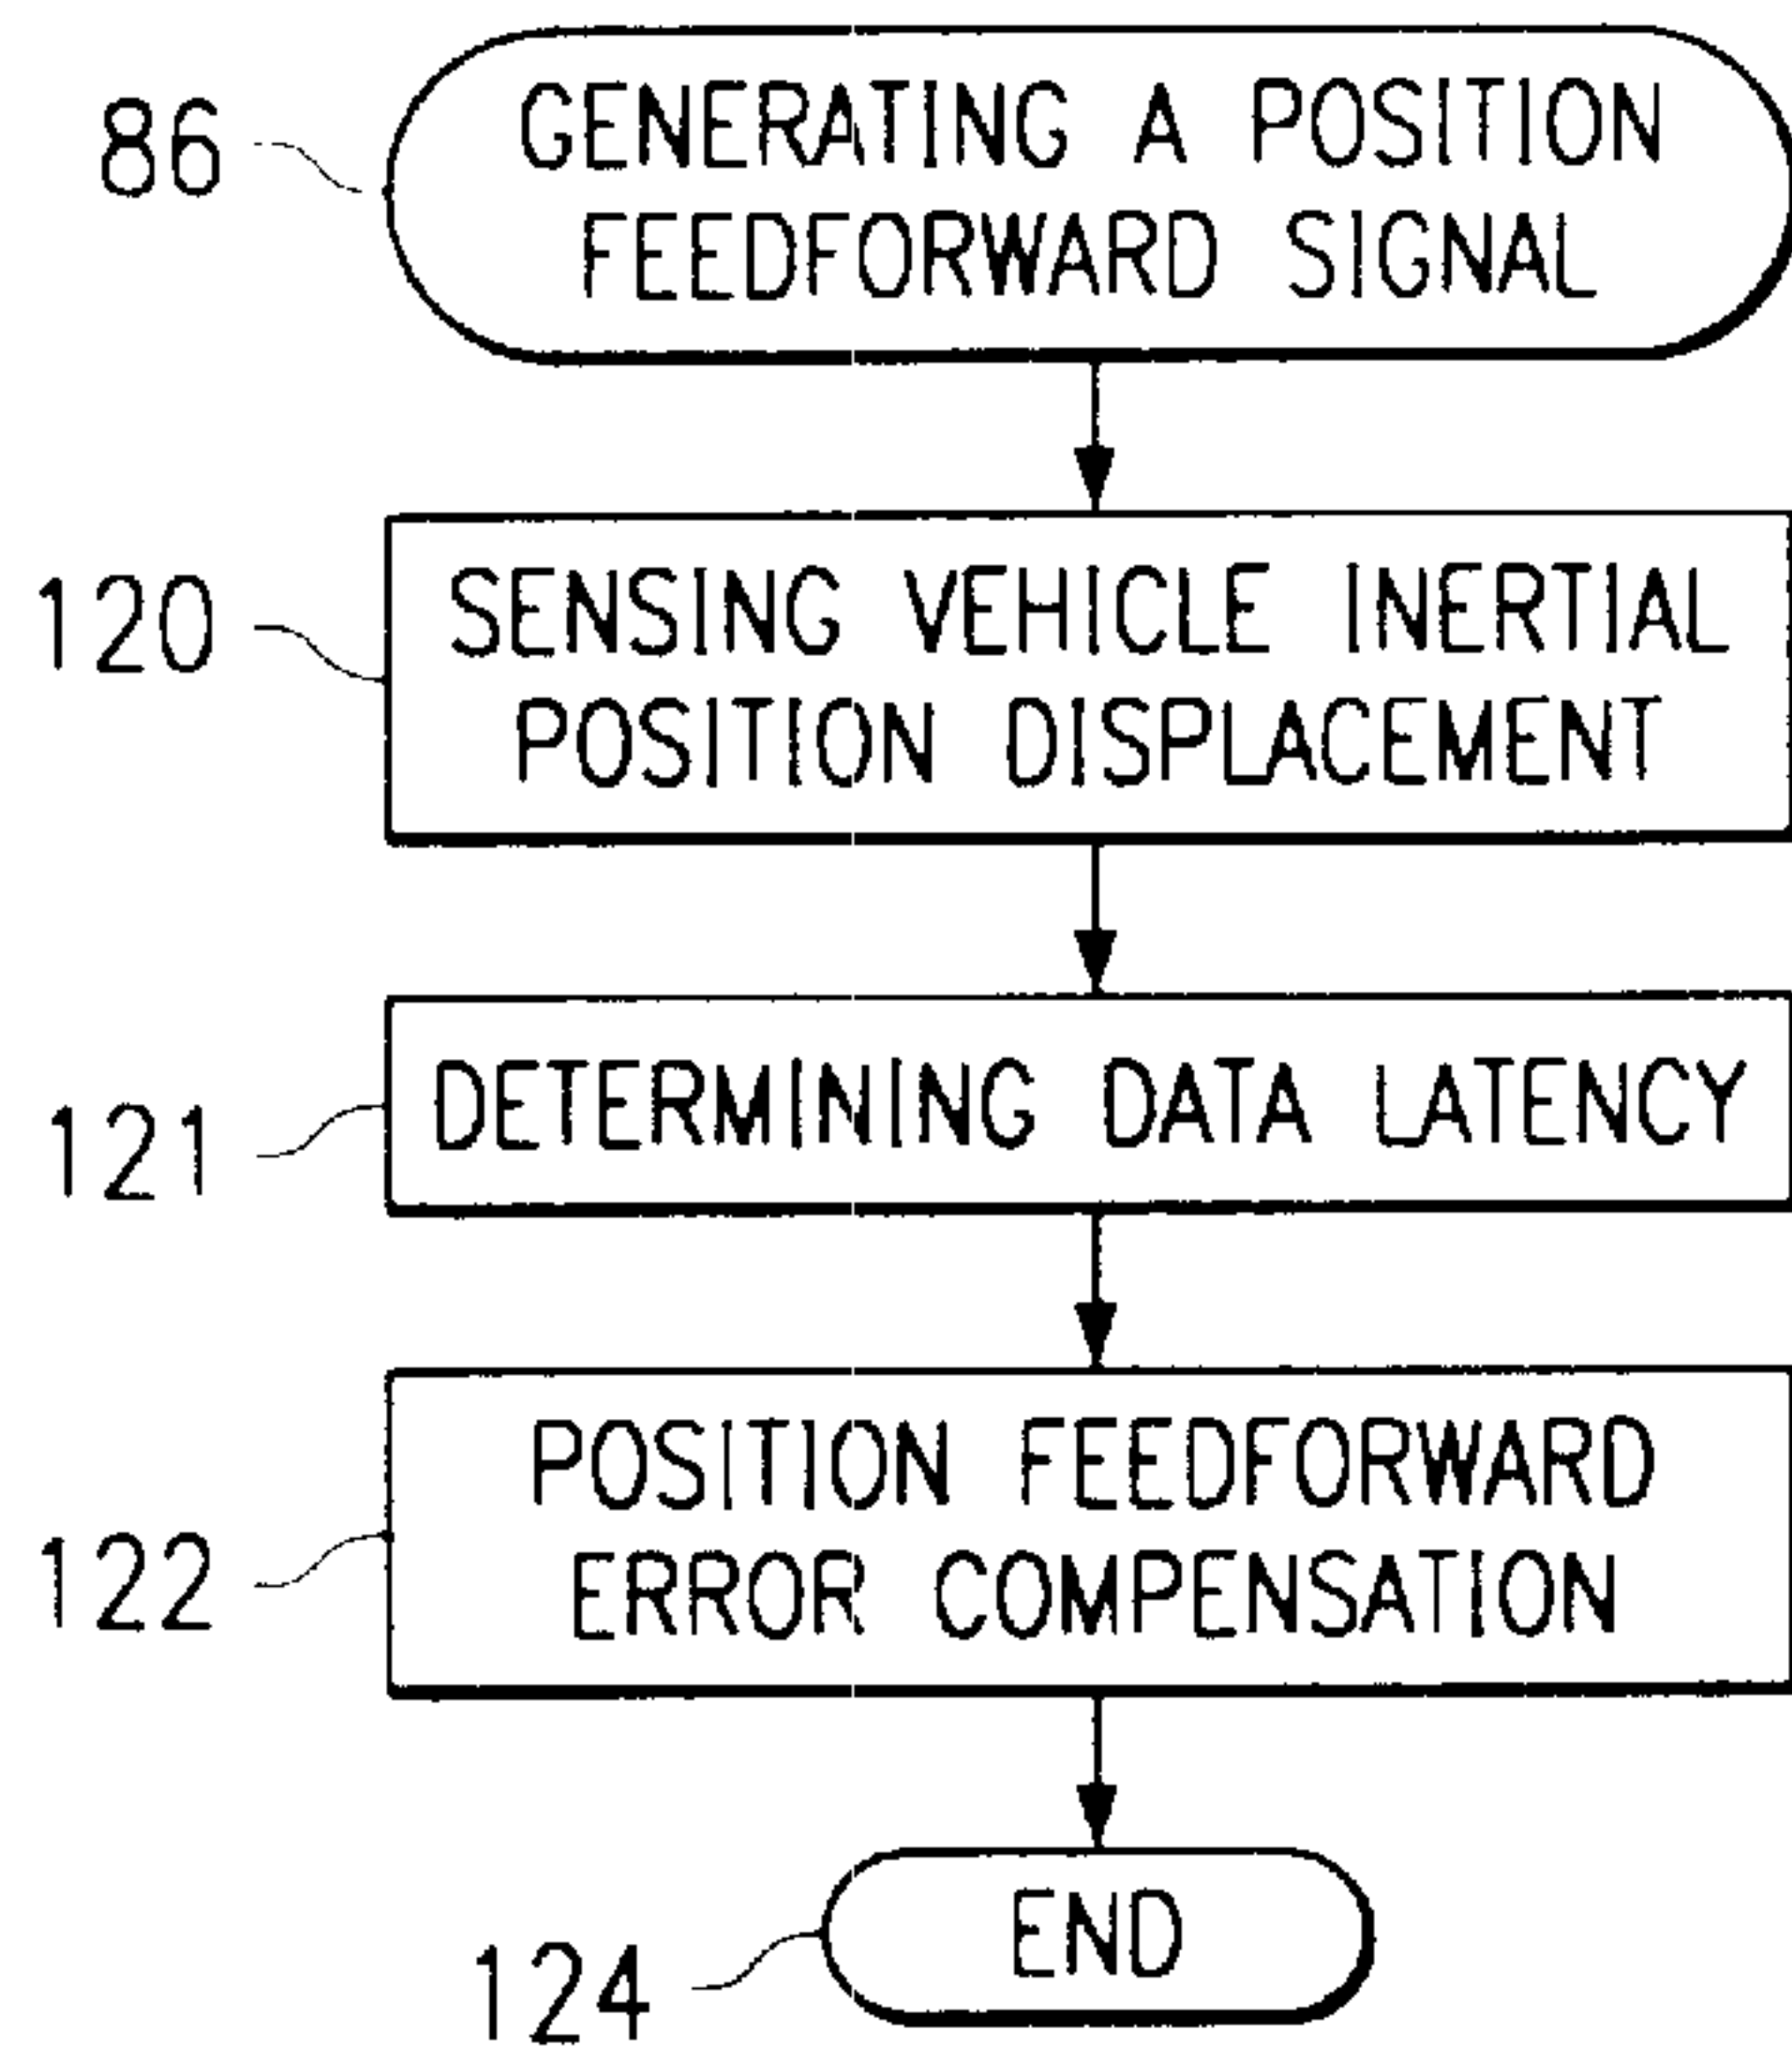 86
GENERATING A POSITION
FEEDFORWARD SIGNAL
120
SENSING VEHICLE INERTIAL
POSITION DISPLACEMENT
121
DETERMINING DATA LATENCY
122
POSITION FEEDFORWARD
ERROR COMPENSATION
124
END